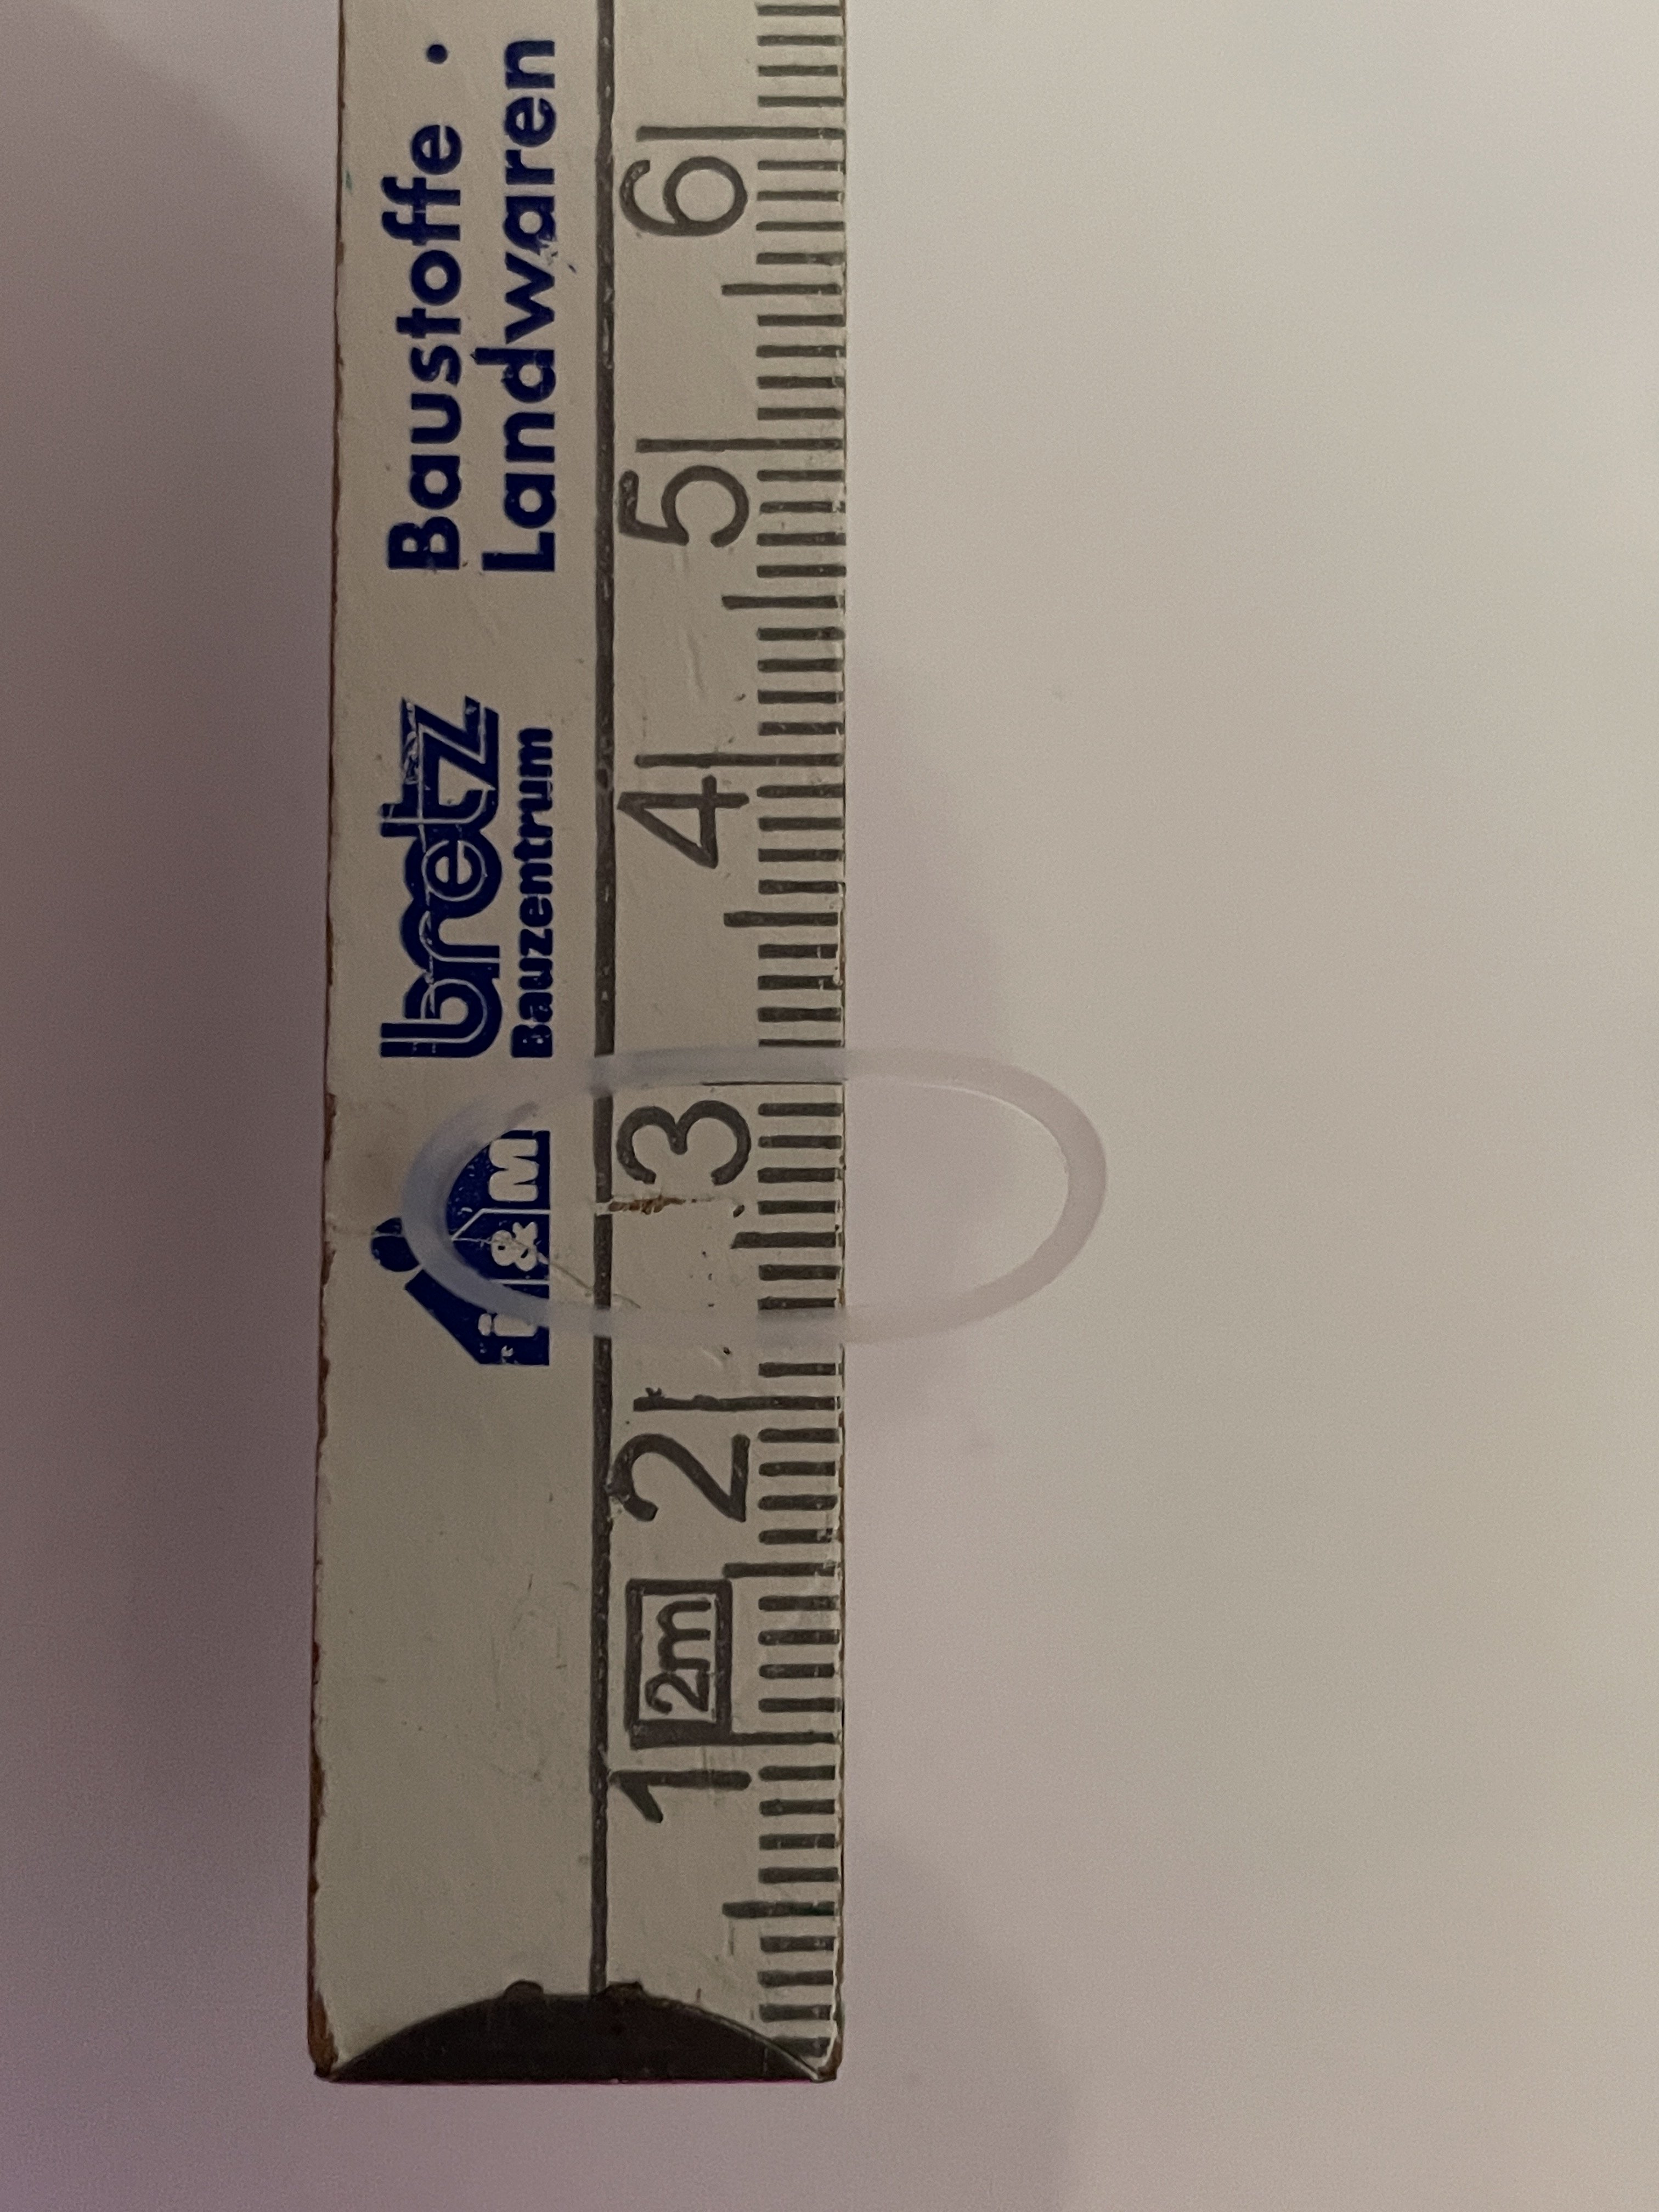 i&M
bretz
Bauzentrum
Baustoffe ·
Landwaren
1 2m 2 3 4 5 6